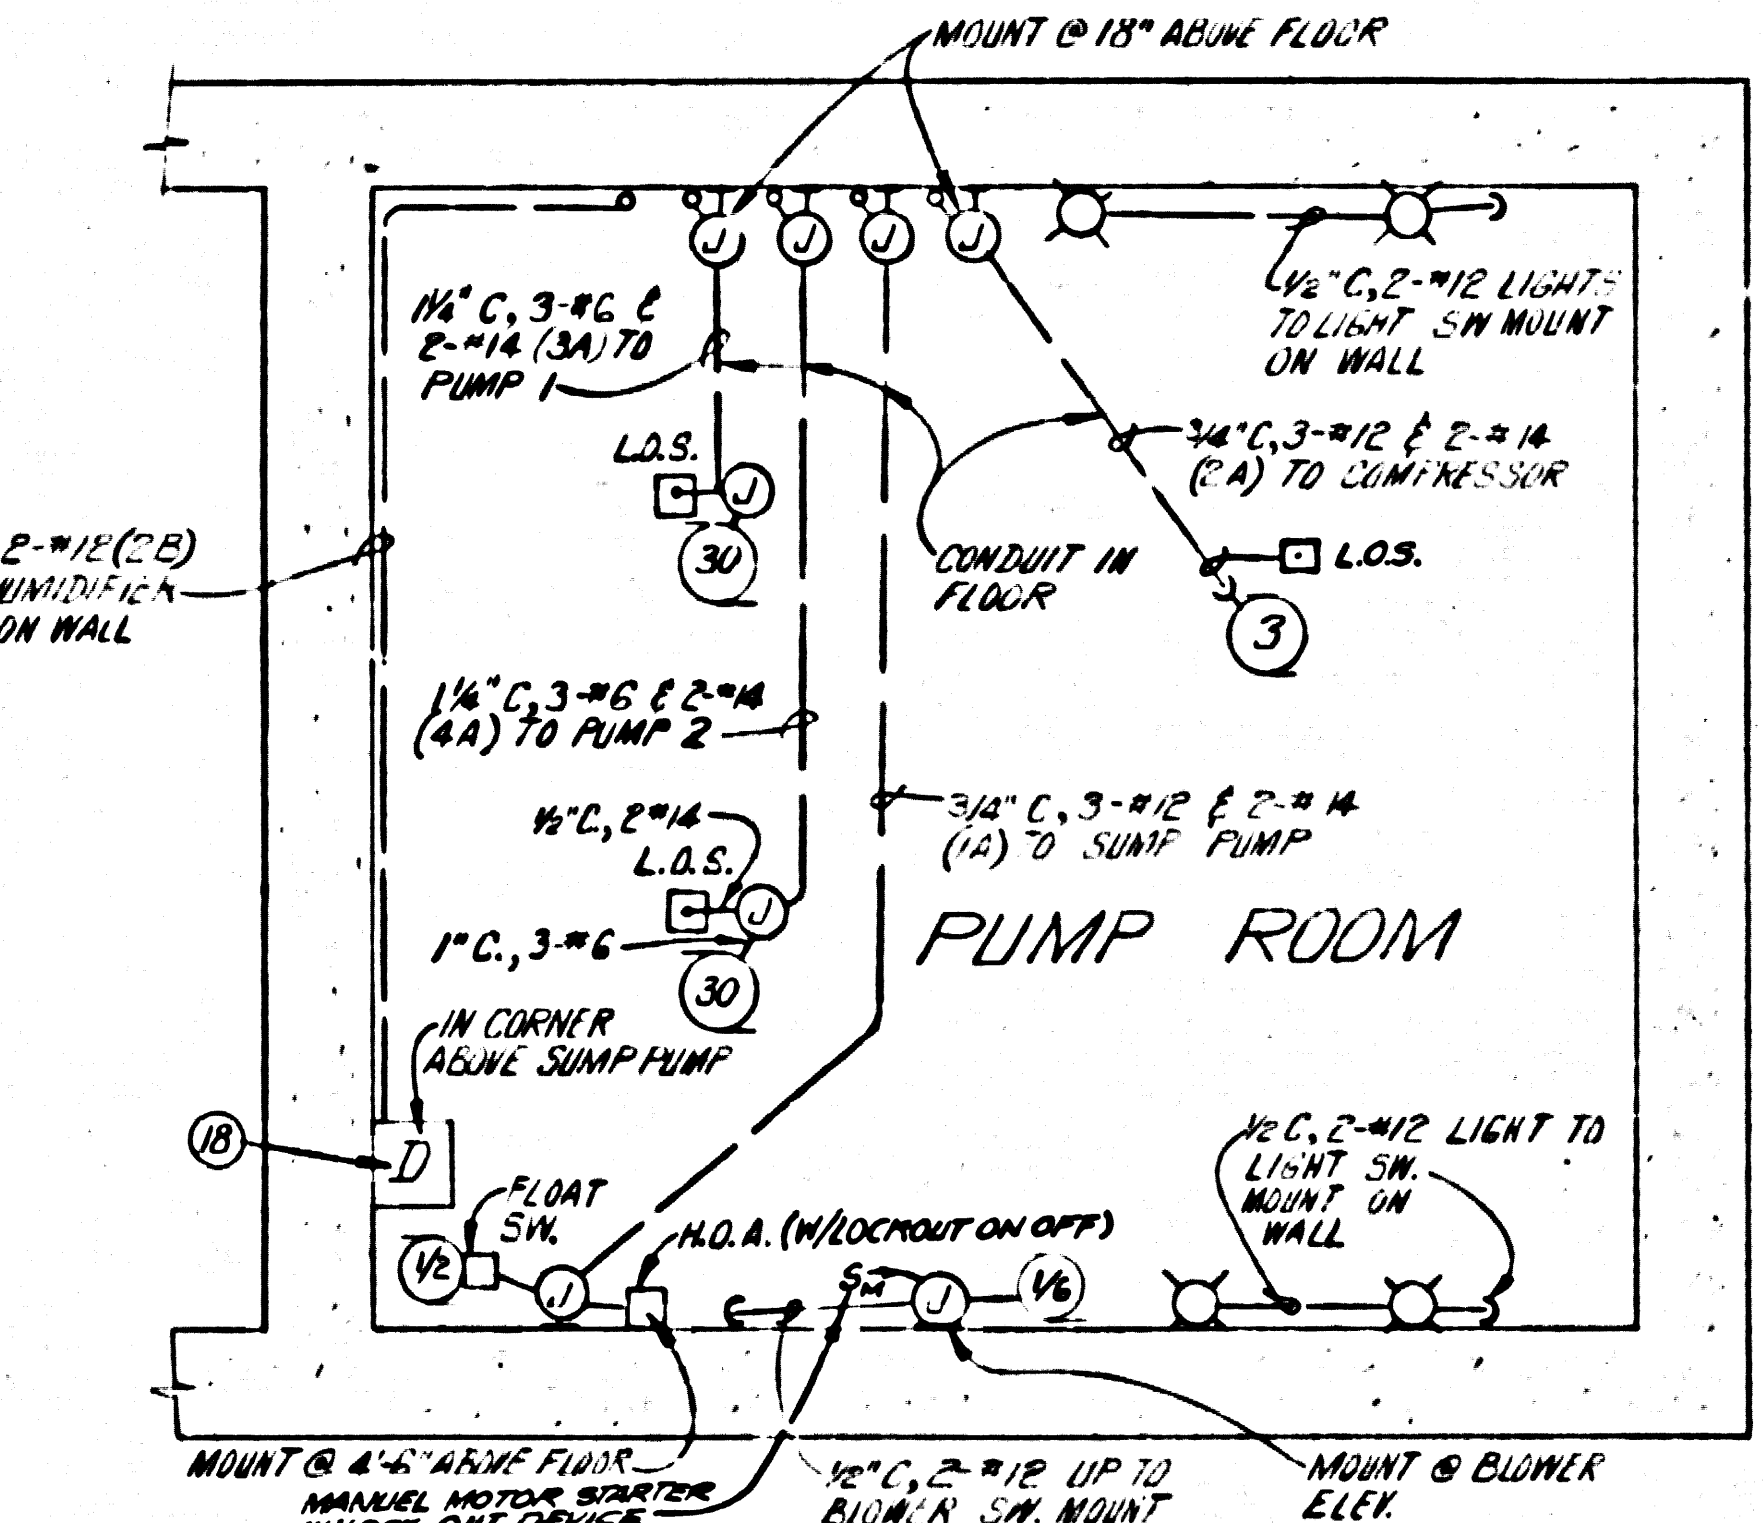 MOUNT @ 18" ABOVE FLOOR
J
J
J
J
1/2" C, 2-#12 LIGHTS
TO LIGHT SW MOUNT
ON WALL
1 1/4" C, 3-#6 &
2-#14 (3A) TO
PUMP 1
L.O.S.
J
30
3/4" C, 3-#12 & 2-#14
(2A) TO COMPRESSOR
CONDUIT IN
FLOOR
L.O.S.
3
2-#12(2B)
UMIDIFIER
ON WALL
1 1/4" C, 3-#6 & 2-#14
(4A) TO PUMP 2
1/2" C., 2#14
L.O.S.
J
1" C., 3-#6
30
3/4" C, 3-#12 & 2-#14
(1A) TO SUMP PUMP
PUMP ROOM
IN CORNER
ABOVE SUMP PUMP
18
D
FLOAT
SW.
1/2
J
H.O.A. (W/LOCKOUT ON OFF)
SM
J
1/6
1/2 C, 2-#12 LIGHT TO
LIGHT SW.
MOUNT ON
WALL
MOUNT @ 4'-6" ABOVE FLOOR
MANUEL MOTOR STARTER
DEVICE
1/2" C, 2-#12 UP TO
BLOWER SW. MOUNT
MOUNT @ BLOWER
ELEV.